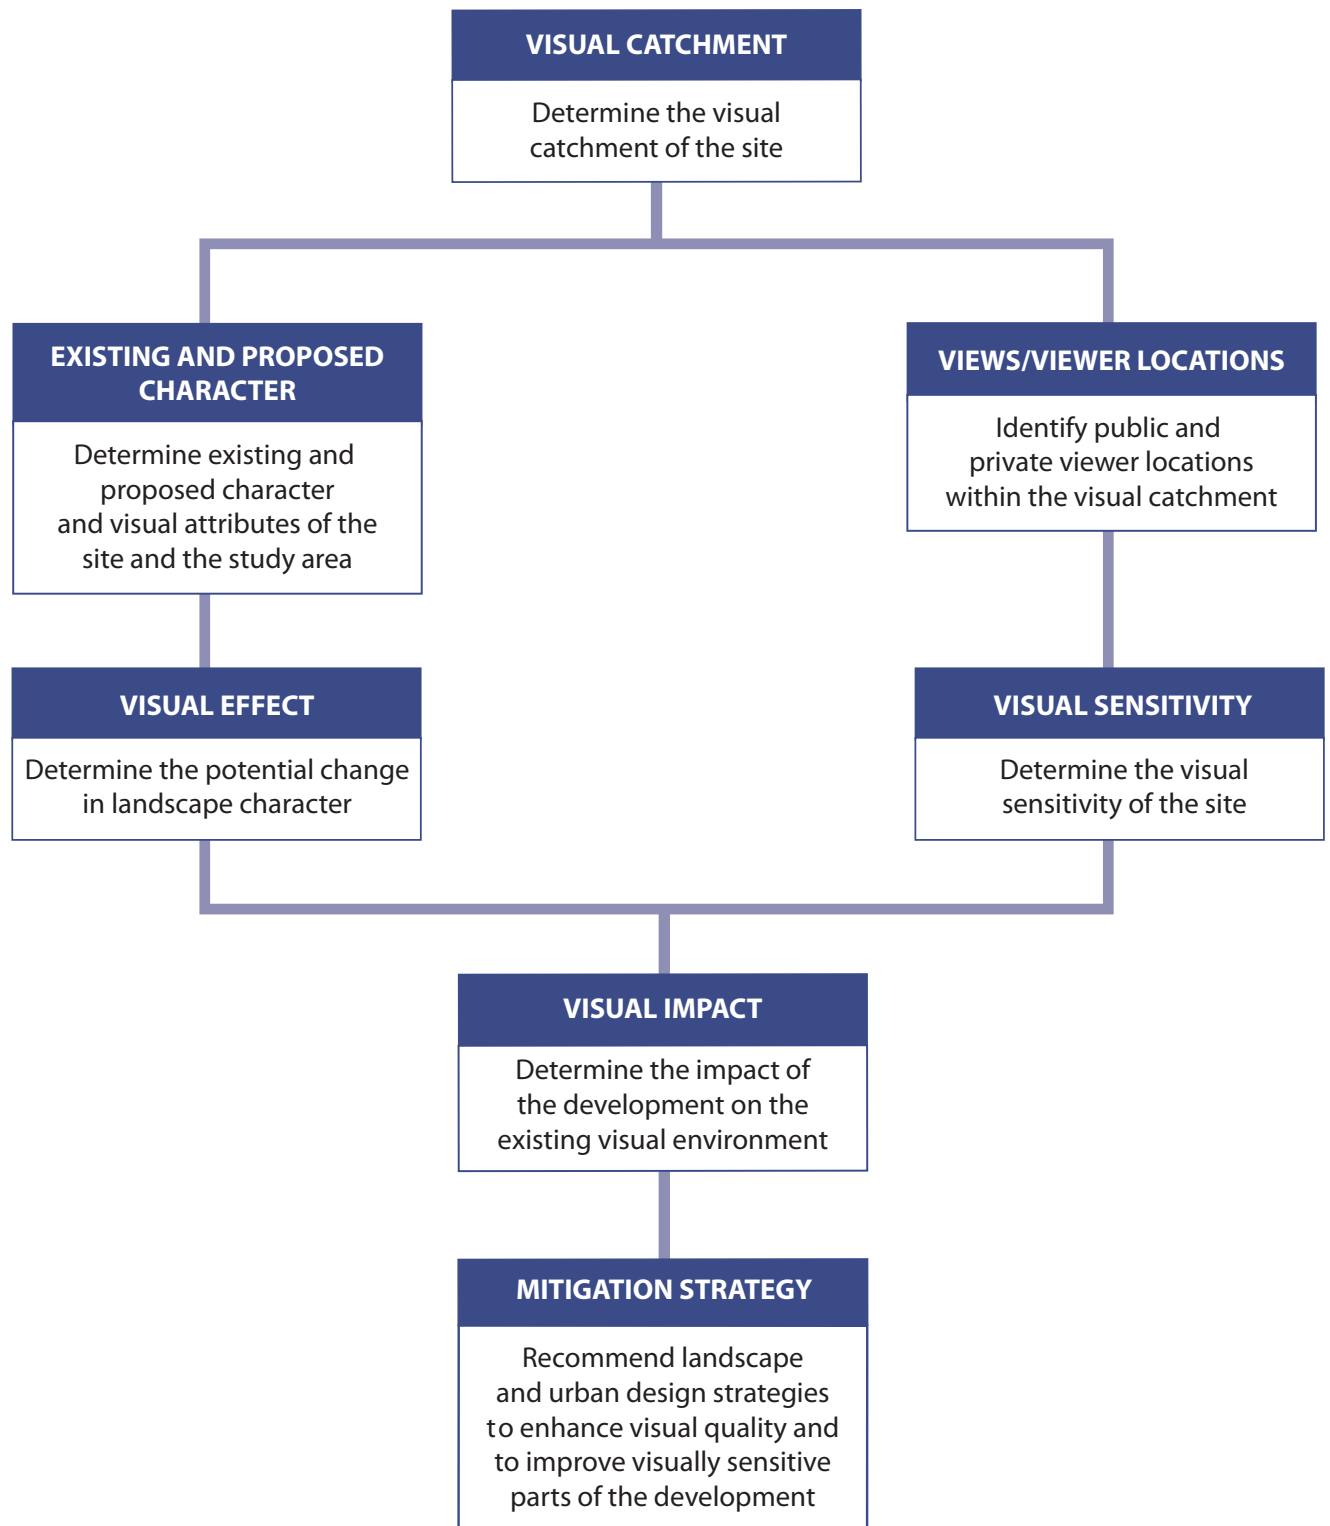 VISUAL CATCHMENT
Determine the visual
catchment of the site
EXISTING AND PROPOSED
CHARACTER
Determine existing and
proposed character
and visual attributes of the
site and the study area
VIEWS/VIEWER LOCATIONS
Identify public and
private viewer locations
within the visual catchment
VISUAL EFFECT
Determine the potential change
in landscape character
VISUAL SENSITIVITY
Determine the visual
sensitivity of the site
VISUAL IMPACT
Determine the impact of
the development on the
existing visual environment
MITIGATION STRATEGY
Recommend landscape
and urban design strategies
to enhance visual quality and
to improve visually sensitive
parts of the development